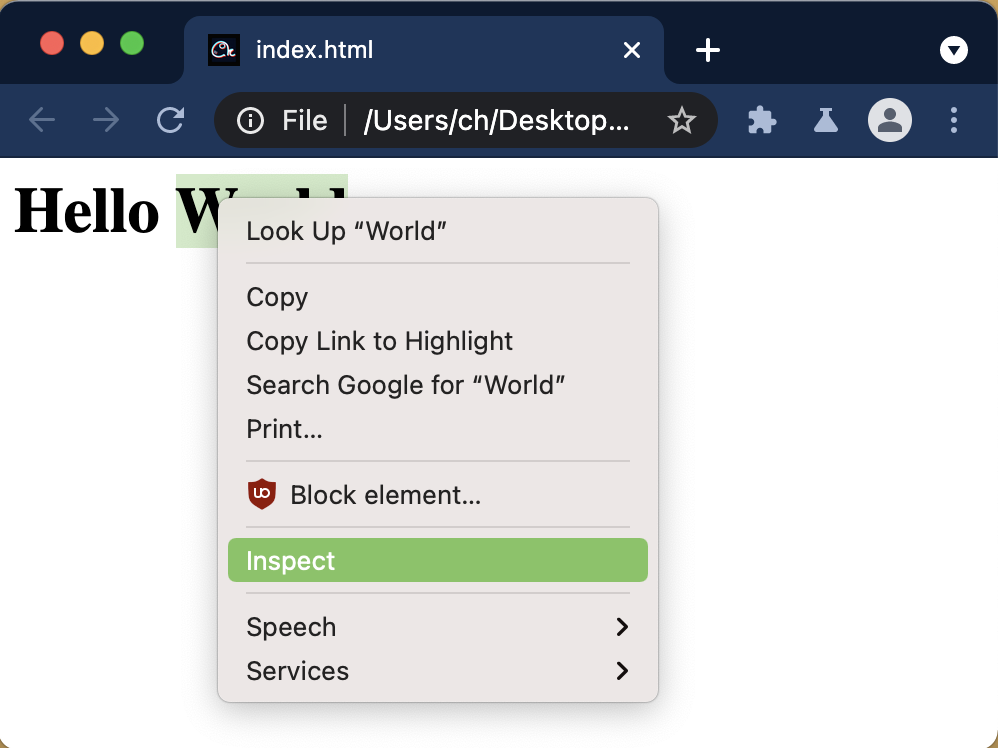 index.html
File /Users/ch/Desktop...
Hello World
Look Up “World”
Copy
Copy Link to Highlight
Search Google for “World”
Print...
Block element...
Inspect
Speech
Services